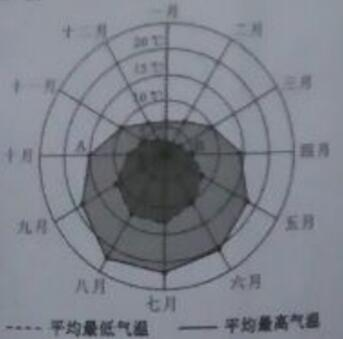 一月
十二月
二月
20℃
15℃
十一月
三月
10℃
十月
A
B
四月
九月
五月
八月
六月
七月
平均最低气温
平均最高气温